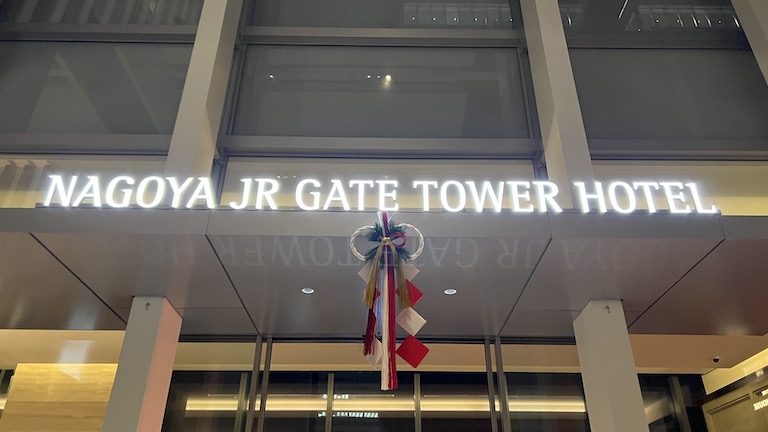 NAGOYA JR GATE TOWER HOTEL